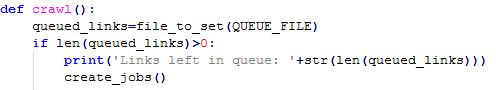 def crawl():
    queued_links=file_to_set(QUEUE_FILE)
    if len(queued_links)>0:
        print('Links left in queue: '+str(len(queued_links)))
        create_jobs()